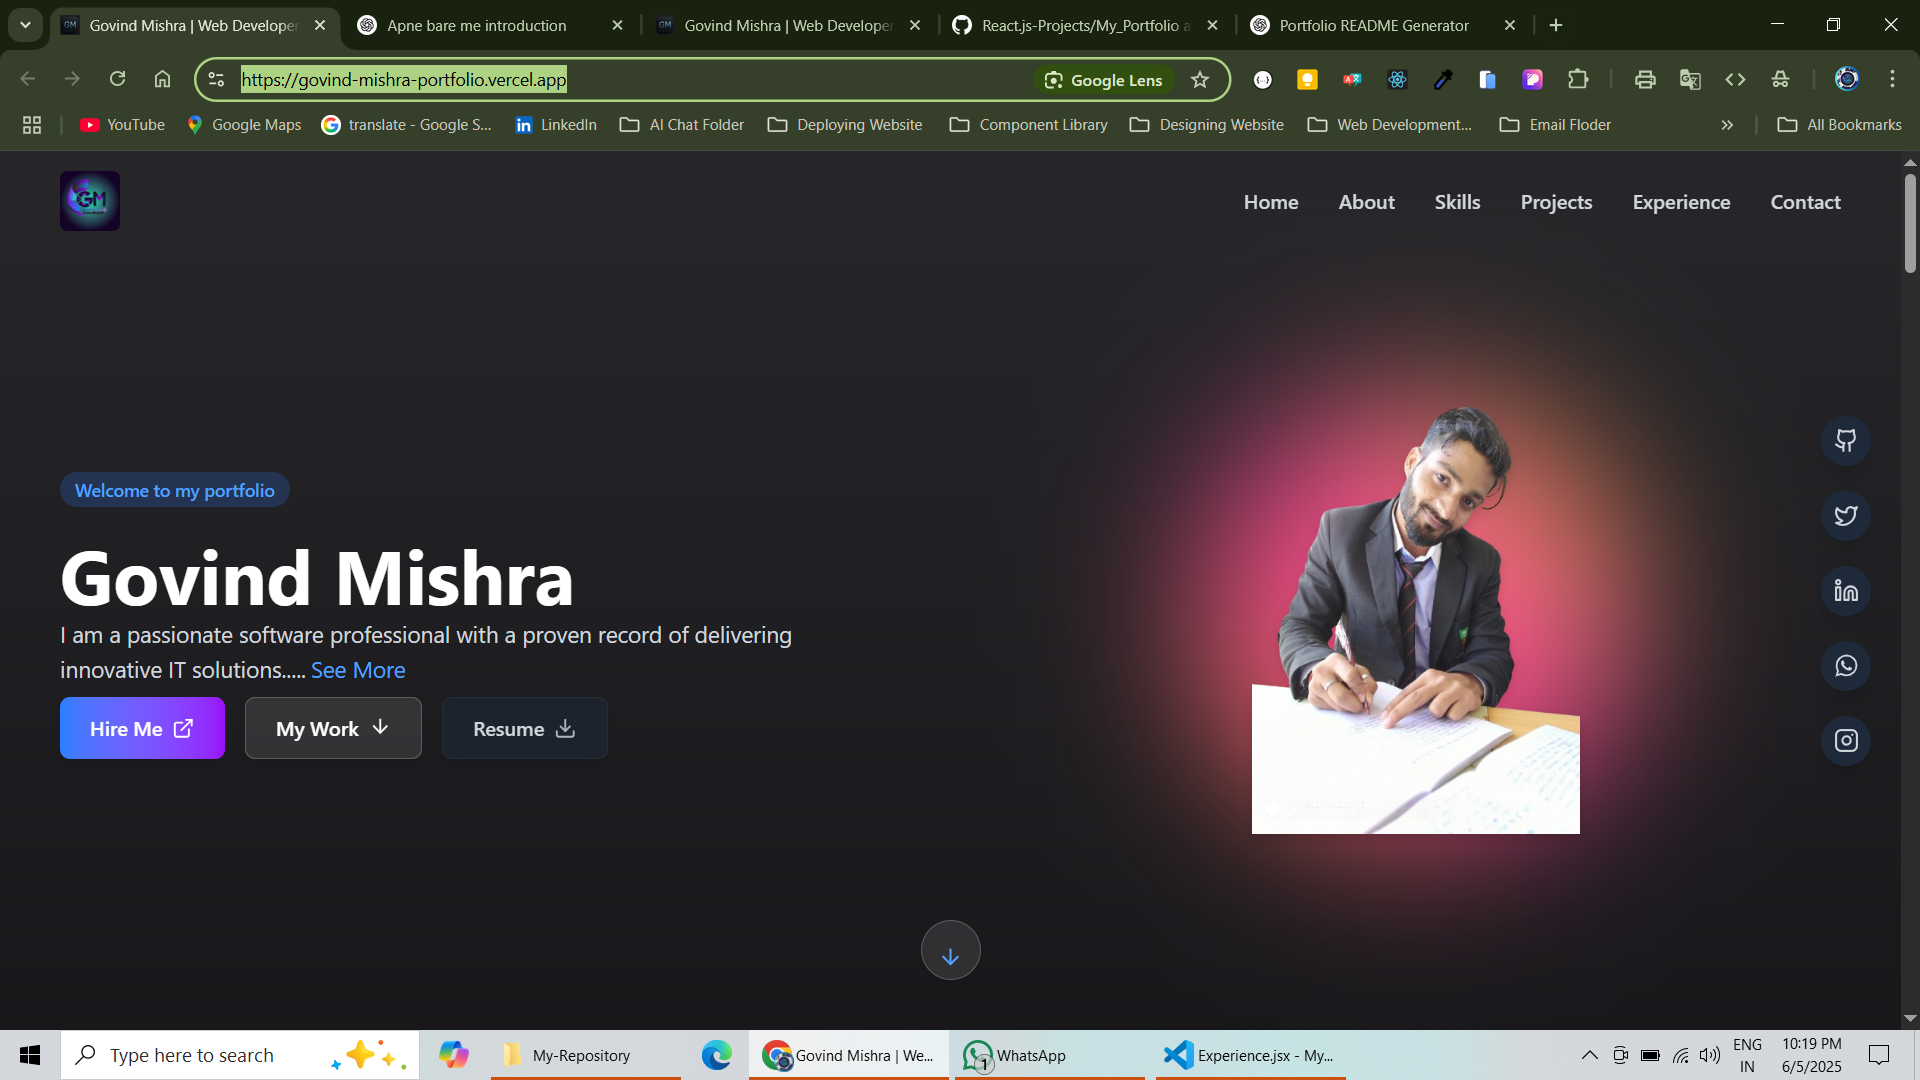 Govind Mishra | Web Developer
Apne bare me introduction
Govind Mishra | Web Developer
React.js-Projects/My_Portfolio a
Portfolio README Generator
https://govind-mishra-portfolio.vercel.app
Google Lens
YouTube
Google Maps
translate - Google S...
LinkedIn
AI Chat Folder
Deploying Website
Component Library
Designing Website
Web Development...
Email Floder
All Bookmarks
GM
Home
About
Skills
Projects
Experience
Contact
Welcome to my portfolio
Govind Mishra
I am a passionate software professional with a proven record of delivering
innovative IT solutions..... See More
Hire Me
My Work
Resume
Type here to search
My-Repository
Govind Mishra | We...
1
WhatsApp
Experience.jsx - My...
ENG
IN
10:19 PM
6/5/2025